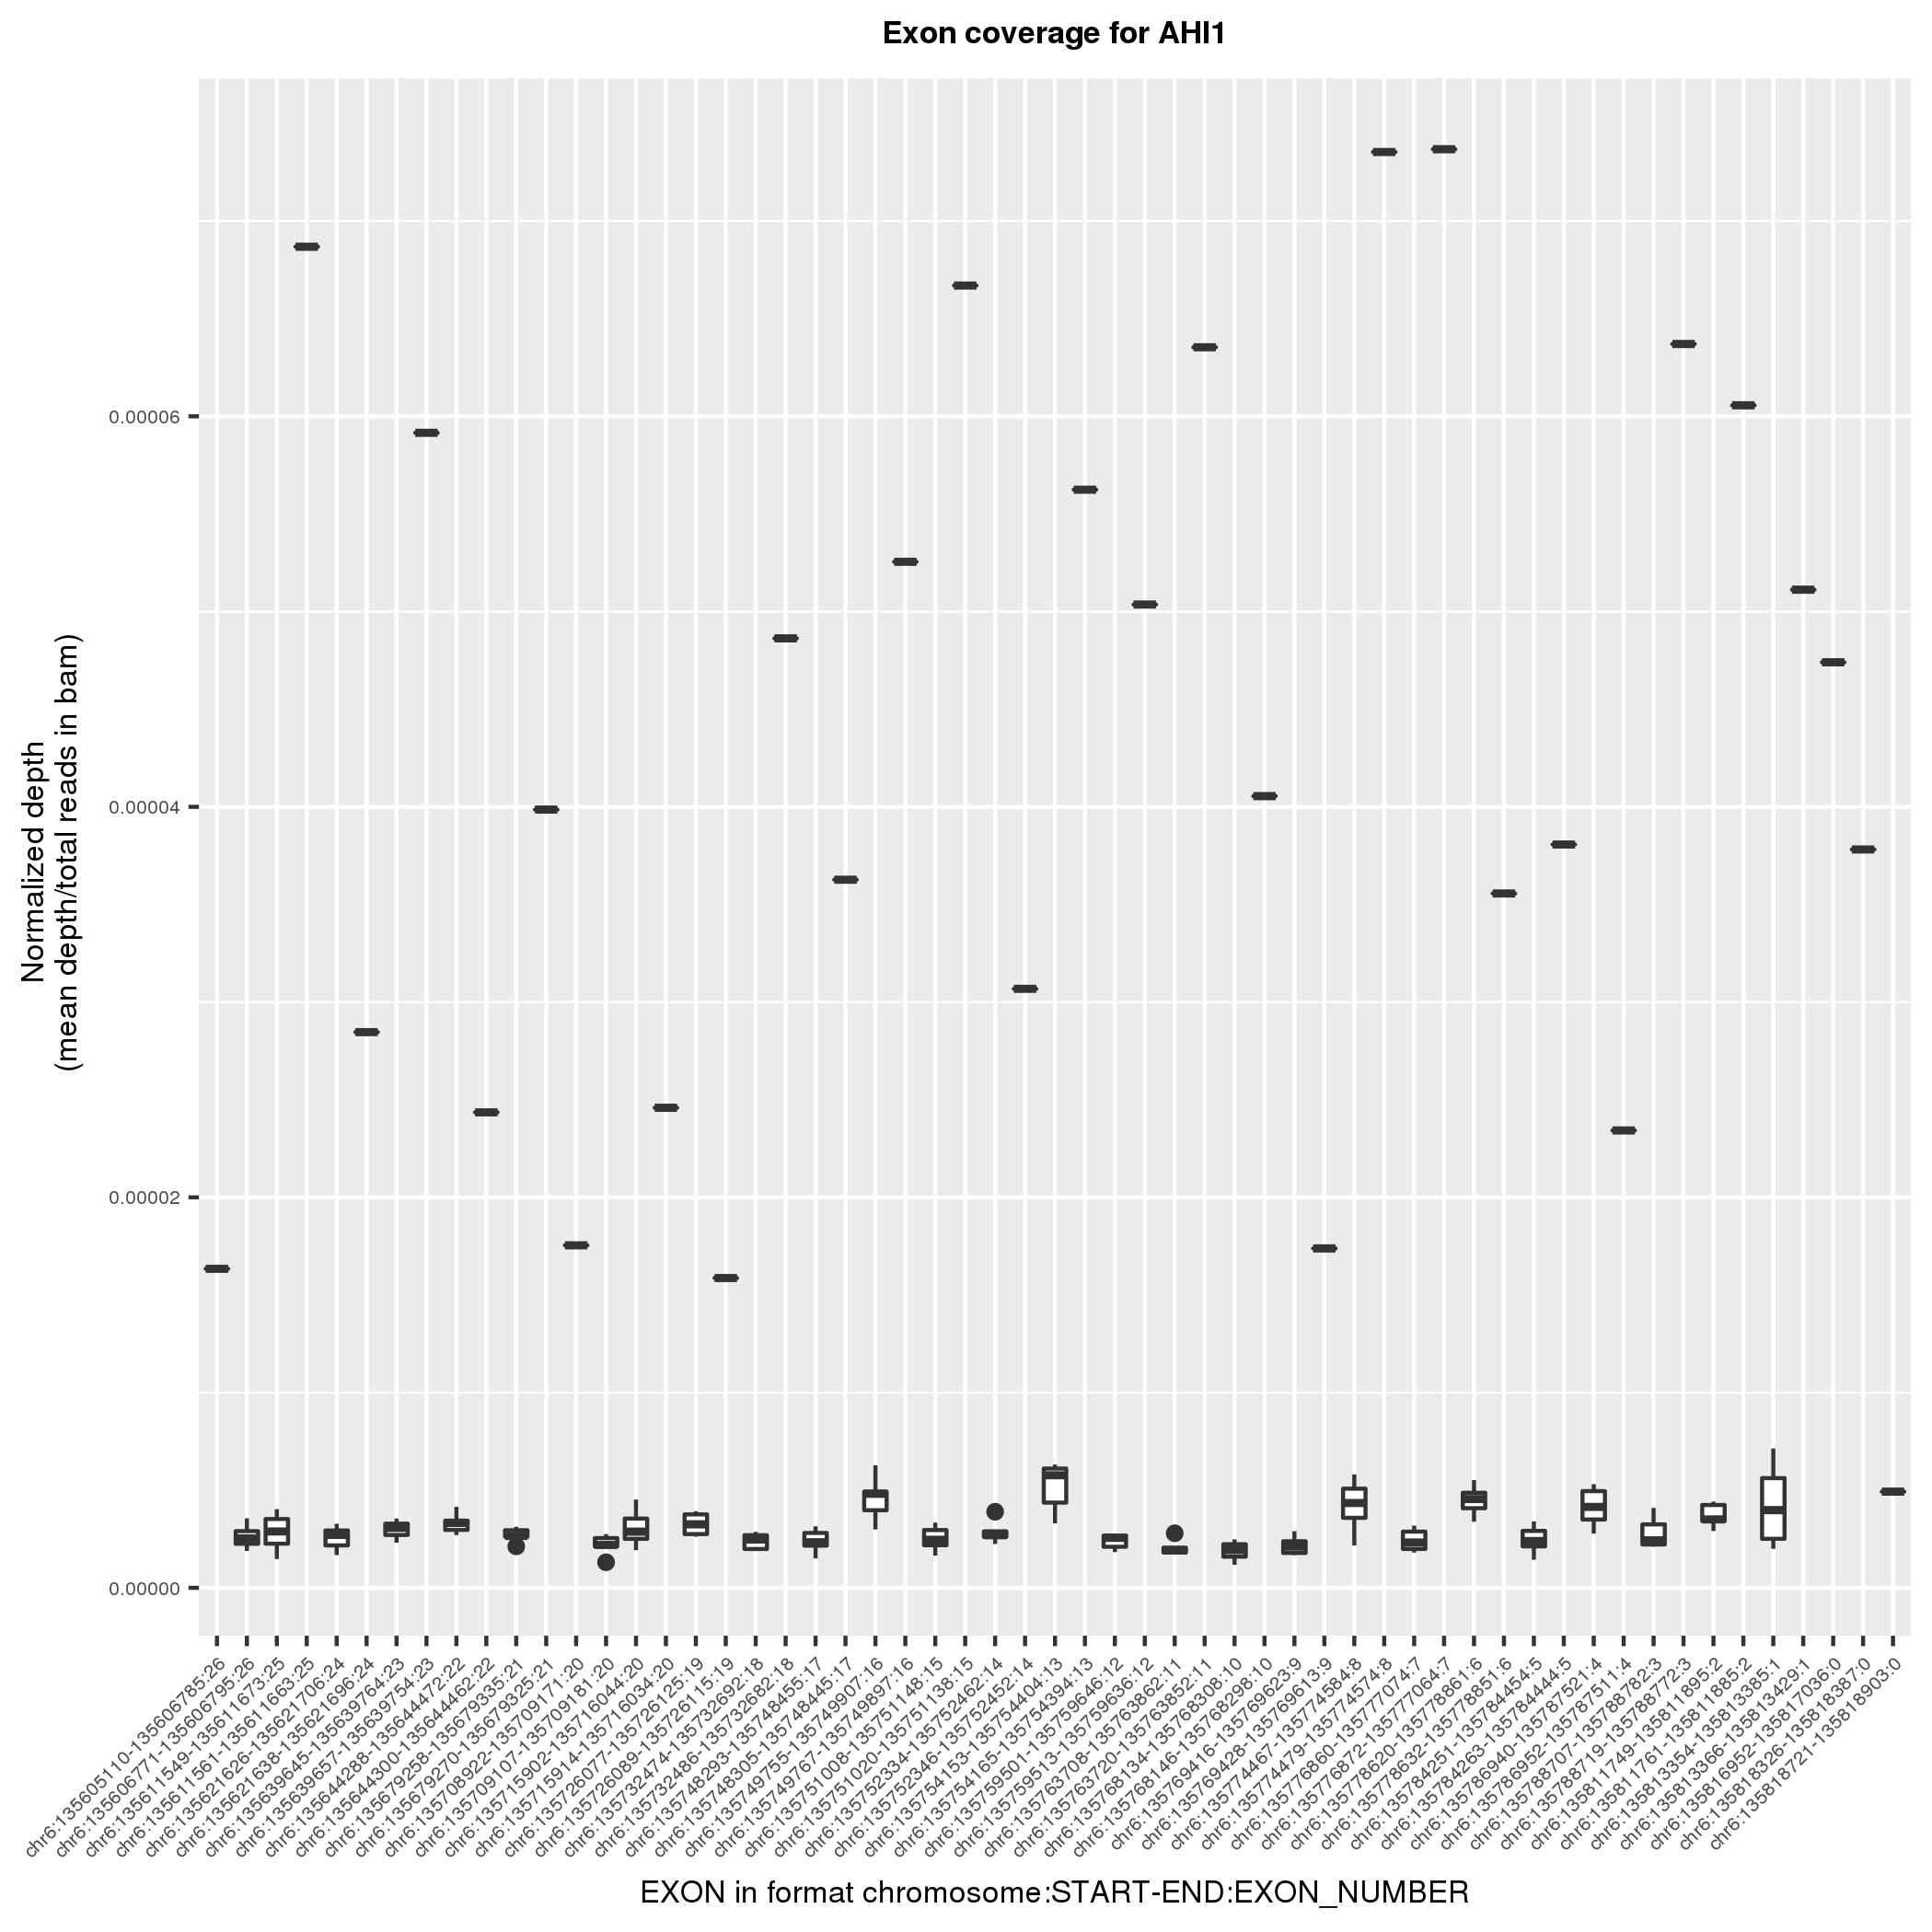 Exon coverage for AHI1
Normalized depth
(mean depth/total reads in bam)
0.00006
0.00004
0.00002
0.00000
chr6:135605110-135606785:26
chr6:135606771-135606795:26
chr6:135611549-135611673:25
chr6:135611561-135611663:25
chr6:135621626-135621706:24
chr6:135621638-135621696:24
chr6:135639645-135639764:23
chr6:135639657-135639754:23
chr6:135644288-135644472:22
chr6:135644300-135644462:22
chr6:135679258-135679335:21
chr6:135679270-135679325:21
chr6:135708922-135709171:20
chr6:135709107-135709181:20
chr6:135715902-135716044:20
chr6:135715914-135716034:20
chr6:135726077-135726125:19
chr6:135726089-135726115:19
chr6:135732474-135732692:18
chr6:135732486-135732682:18
chr6:135748293-135748455:17
chr6:135748305-135748445:17
chr6:135749755-135749907:16
chr6:135749767-135749897:16
chr6:135751008-135751148:15
chr6:135751020-135751138:15
chr6:135752334-135752462:14
chr6:135752346-135752452:14
chr6:135754153-135754404:13
chr6:135754165-135754394:13
chr6:135759501-135759646:12
chr6:135759513-135759636:12
chr6:135763708-135763862:11
chr6:135763720-135763852:11
chr6:135768134-135768308:10
chr6:135768146-135768298:10
chr6:135769416-135769623:9
chr6:135769428-135769613:9
chr6:135774467-135774584:8
chr6:135774479-135774574:8
chr6:135776860-135777074:7
chr6:135776872-135777064:7
chr6:135778620-135778861:6
chr6:135778632-135778851:6
chr6:135784251-135784454:5
chr6:135784263-135784444:5
chr6:135786940-135787521:4
chr6:135786952-135787511:4
chr6:135788707-135788782:3
chr6:135788719-135788772:3
chr6:135811749-135811895:2
chr6:135811761-135811885:2
chr6:135813354-135813385:1
chr6:135813366-135813429:1
chr6:135816952-135817036:0
chr6:135818326-135818387:0
chr6:135818721-135818903:0
EXON in format chromosome:START-END:EXON_NUMBER